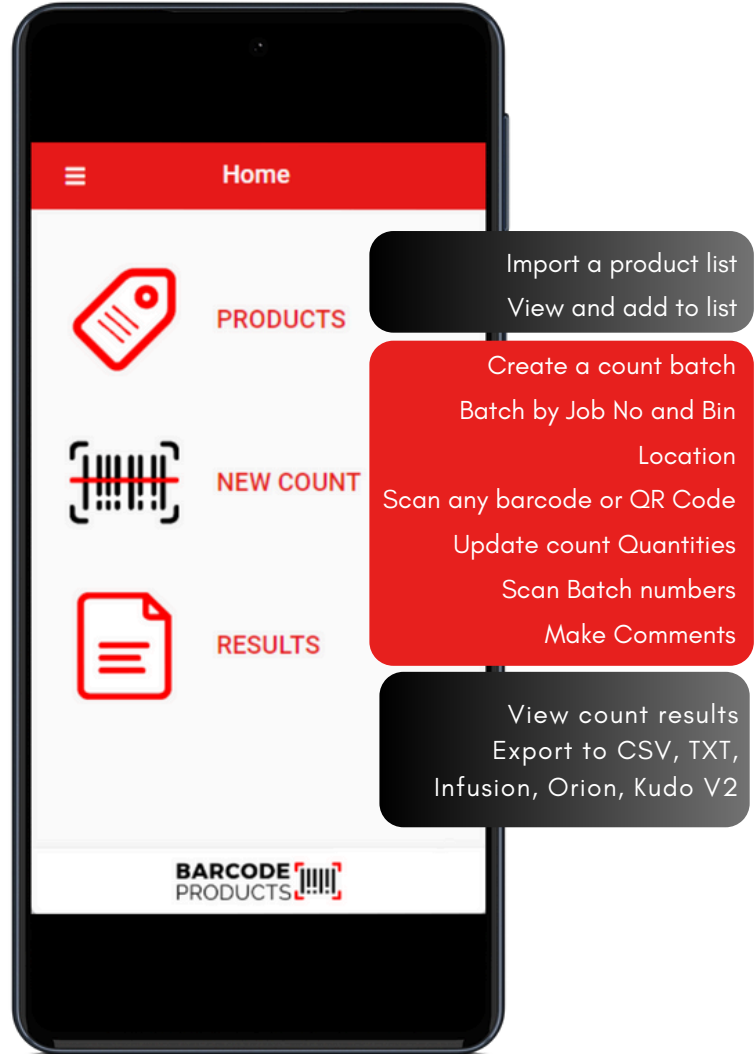 Home
PRODUCTS
Import a product list
View and add to list
NEW COUNT
Create a count batch
Batch by Job No and Bin
Location
Scan any barcode or QR Code
Update count Quantities
Scan Batch numbers
Make Comments
RESULTS
View count results
Export to CSV, TXT,
Infusion, Orion, Kudo V2
BARCODE
PRODUCTS